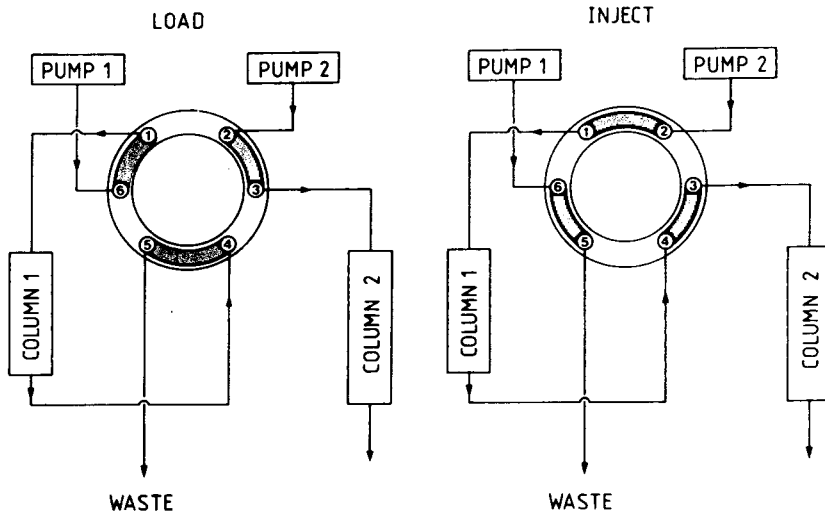 LOAD
PUMP 1
PUMP 2
1
2
3
4
5
6
COLUMN 1
COLUMN 2
WASTE
INJECT
PUMP 1
PUMP 2
1
2
3
4
5
6
COLUMN 1
COLUMN 2
WASTE